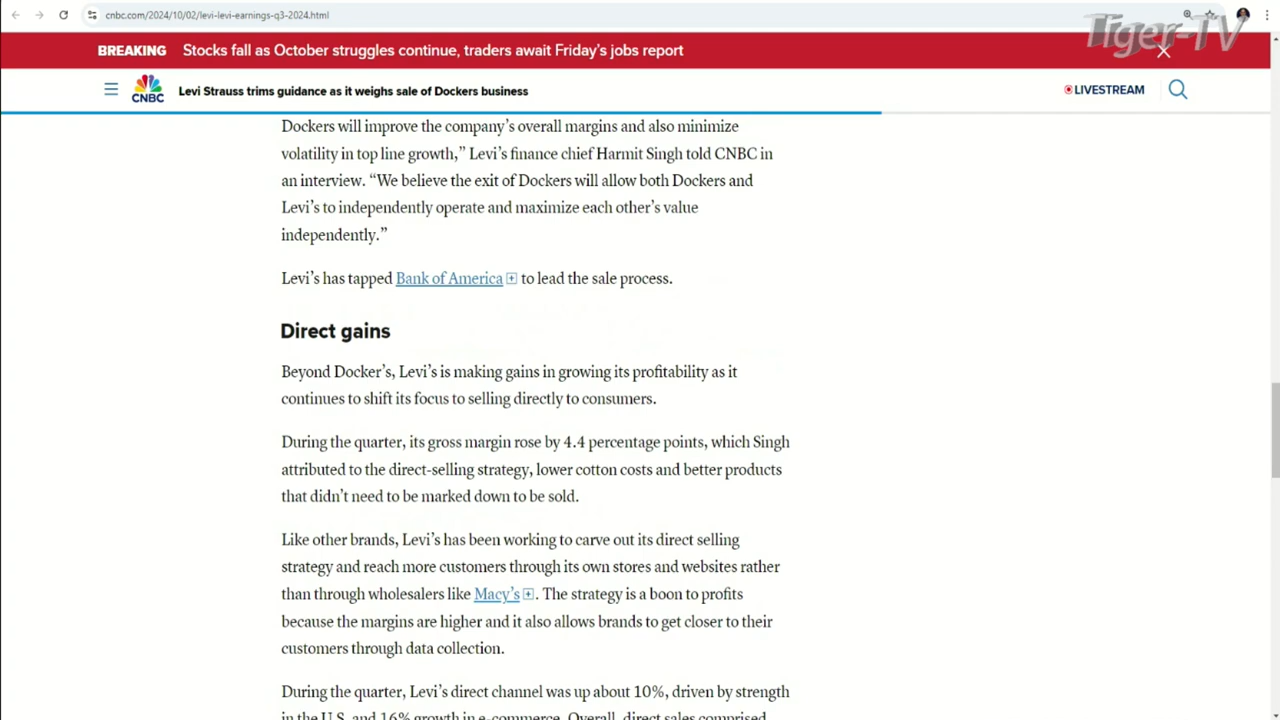 cnbc.com/2024/10/02/levi-levi-earnings-q3-2024.html
Tiger-TV
BREAKING Stocks fall as October struggles continue, traders await Friday's jobs report
CNBC Levi Strauss trims guidance as it weighs sale of Dockers business LIVESTREAM
Dockers will improve the company's overall margins and also minimize
volatility in top line growth,” Levi's finance chief Harmit Singh told CNBC in
an interview. “We believe the exit of Dockers will allow both Dockers and
Levi's to independently operate and maximize each other's value
independently.”
Levi's has tapped Bank of America to lead the sale process.
Direct gains
Beyond Docker's, Levi's is making gains in growing its profitability as it
continues to shift its focus to selling directly to consumers.
During the quarter, its gross margin rose by 4.4 percentage points, which Singh
attributed to the direct-selling strategy, lower cotton costs and better products
that didn't need to be marked down to be sold.
Like other brands, Levi's has been working to carve out its direct selling
strategy and reach more customers through its own stores and websites rather
than through wholesalers like Macy's. The strategy is a boon to profits
because the margins are higher and it also allows brands to get closer to their
customers through data collection.
During the quarter, Levi's direct channel was up about 10%, driven by strength
in the U.S. and 16% growth in e-commerce. Overall, direct sales comprised